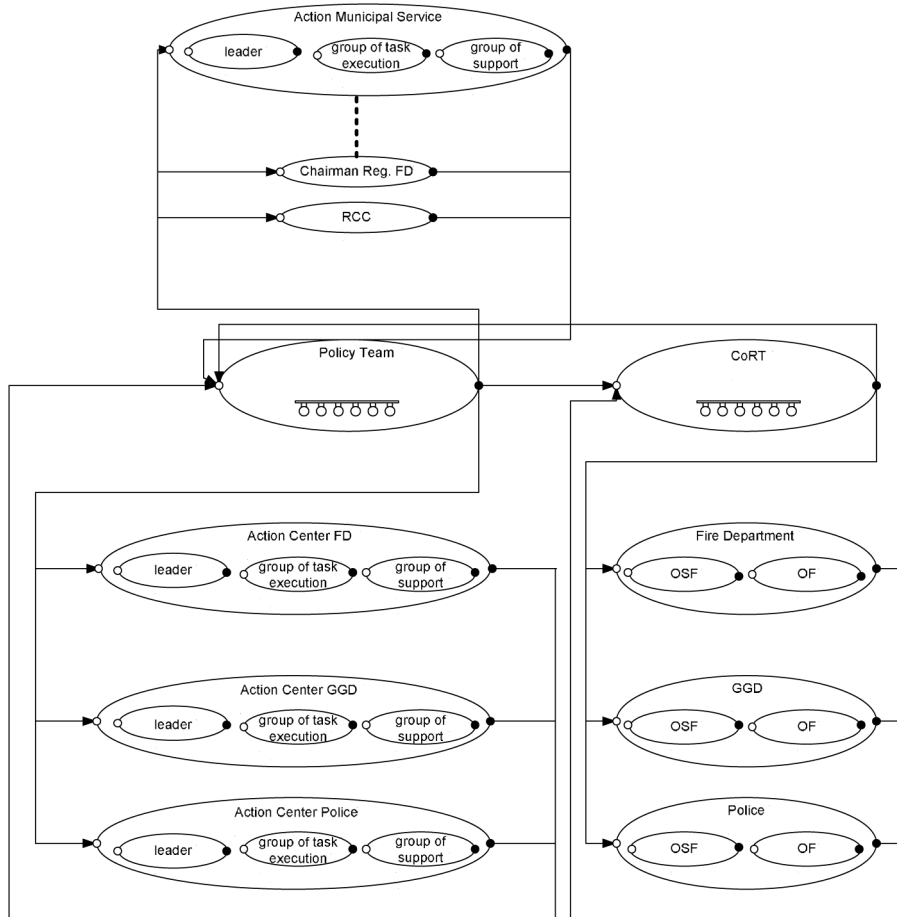 Action Municipal Service
leader
group of task
execution
group of
support
Chairman Reg. FD
RCC
Policy Team
CoRT
Action Center FD
leader
group of task
execution
group of
support
Fire Department
OSF
OF
Action Center GGD
leader
group of task
execution
group of
support
GGD
OSF
OF
Action Center Police
leader
group of task
execution
group of
support
Police
OSF
OF